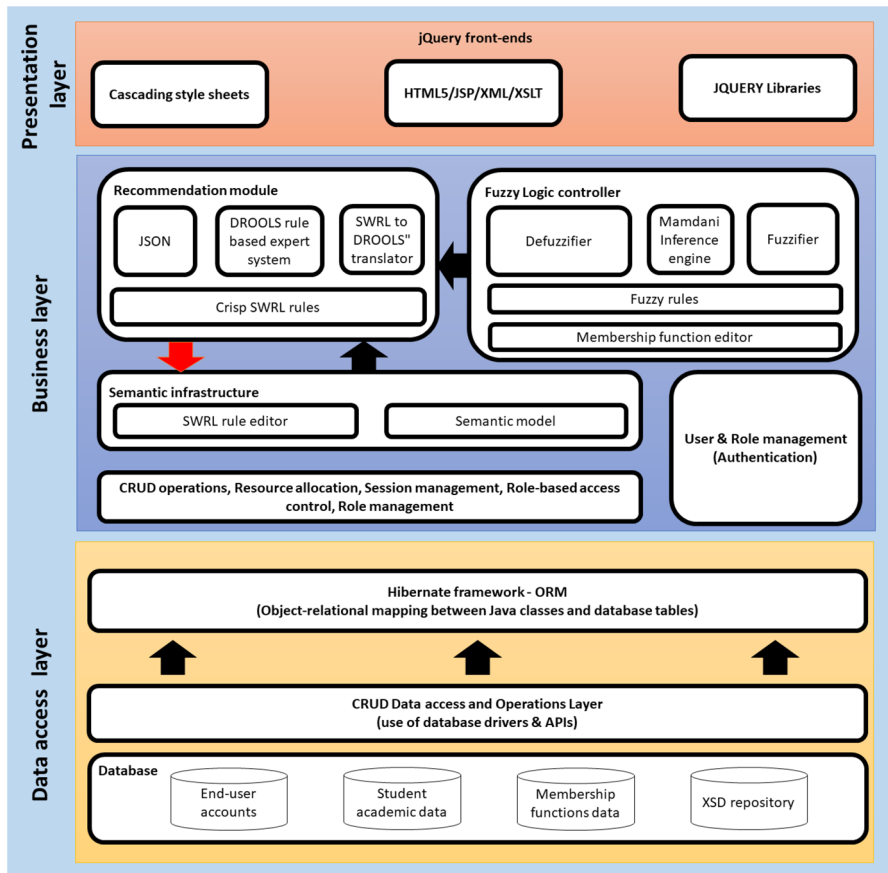 Presentation
layer
jQuery front-ends
Cascading style sheets
HTML5/JSP/XML/XSLT
JQUERY Libraries
Business layer
Recommendation module
JSON
DROOLS rule
based expert
system
SWRL to
DROOLS"
translator
Crisp SWRL rules
Fuzzy Logic controller
Defuzzifier
Mamdani
Inference
engine
Fuzzifier
Fuzzy rules
Membership function editor
Semantic infrastructure
SWRL rule editor
Semantic model
User & Role management
(Authentication)
CRUD operations, Resource allocation, Session management, Role-based access
control, Role management
Data access layer
Hibernate framework - ORM
(Object-relational mapping between Java classes and database tables)
CRUD Data access and Operations Layer
(use of database drivers & APIs)
Database
End-user
accounts
Student
academic data
Membership
functions data
XSD repository